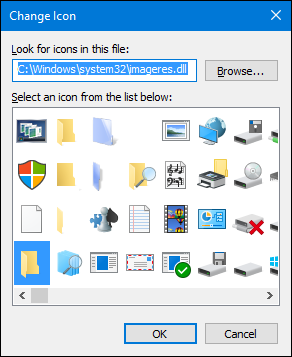 Change Icon
Look for icons in this file:
C:\Windows\system32\imageres.dll
Browse...
Select an icon from the list below:
OK
Cancel